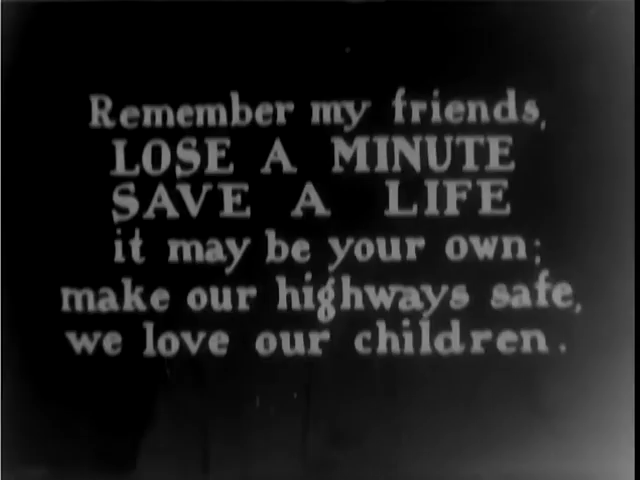 Remember my friends,
LOSE A MINUTE
SAVE A LIFE
it may be your own;
make our highways safe,
we love our children.